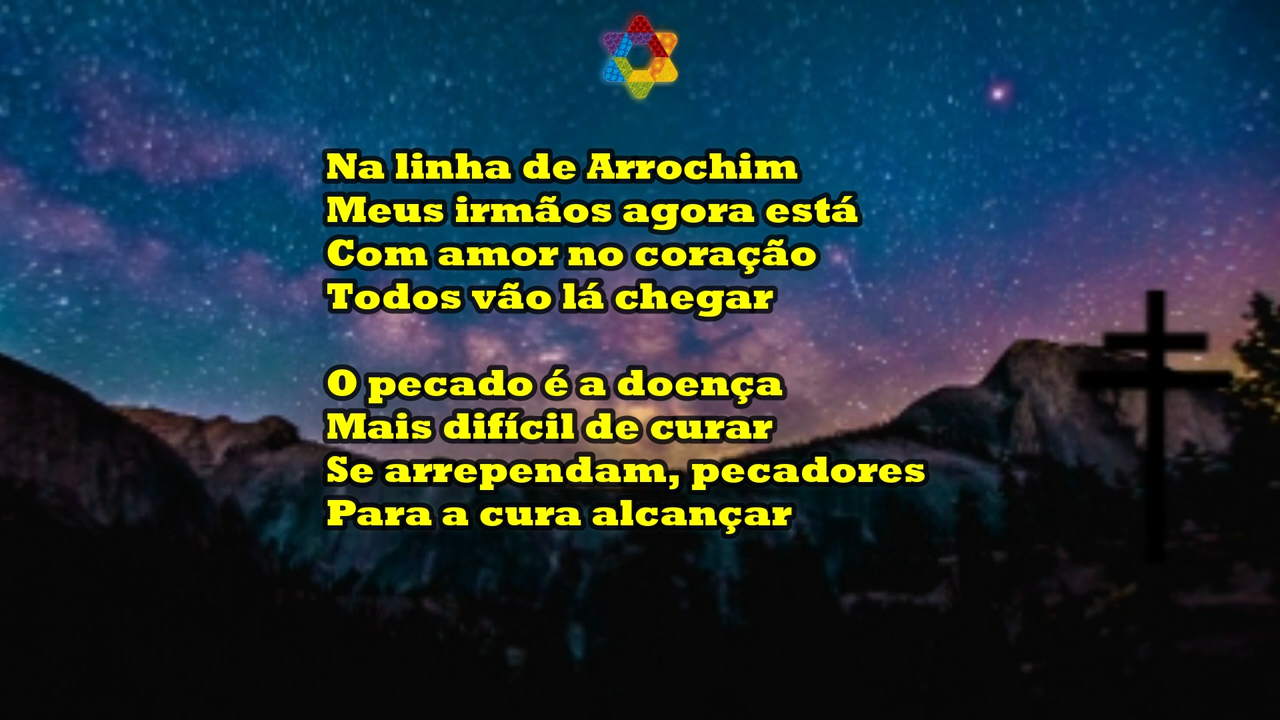 Na linha de Arrochim
Meus irmãos agora está
Com amor no coração
Todos vão lá chegar
O pecado é a doença
Mais difícil de curar
Se arrependam, pecadores
Para a cura alcançar